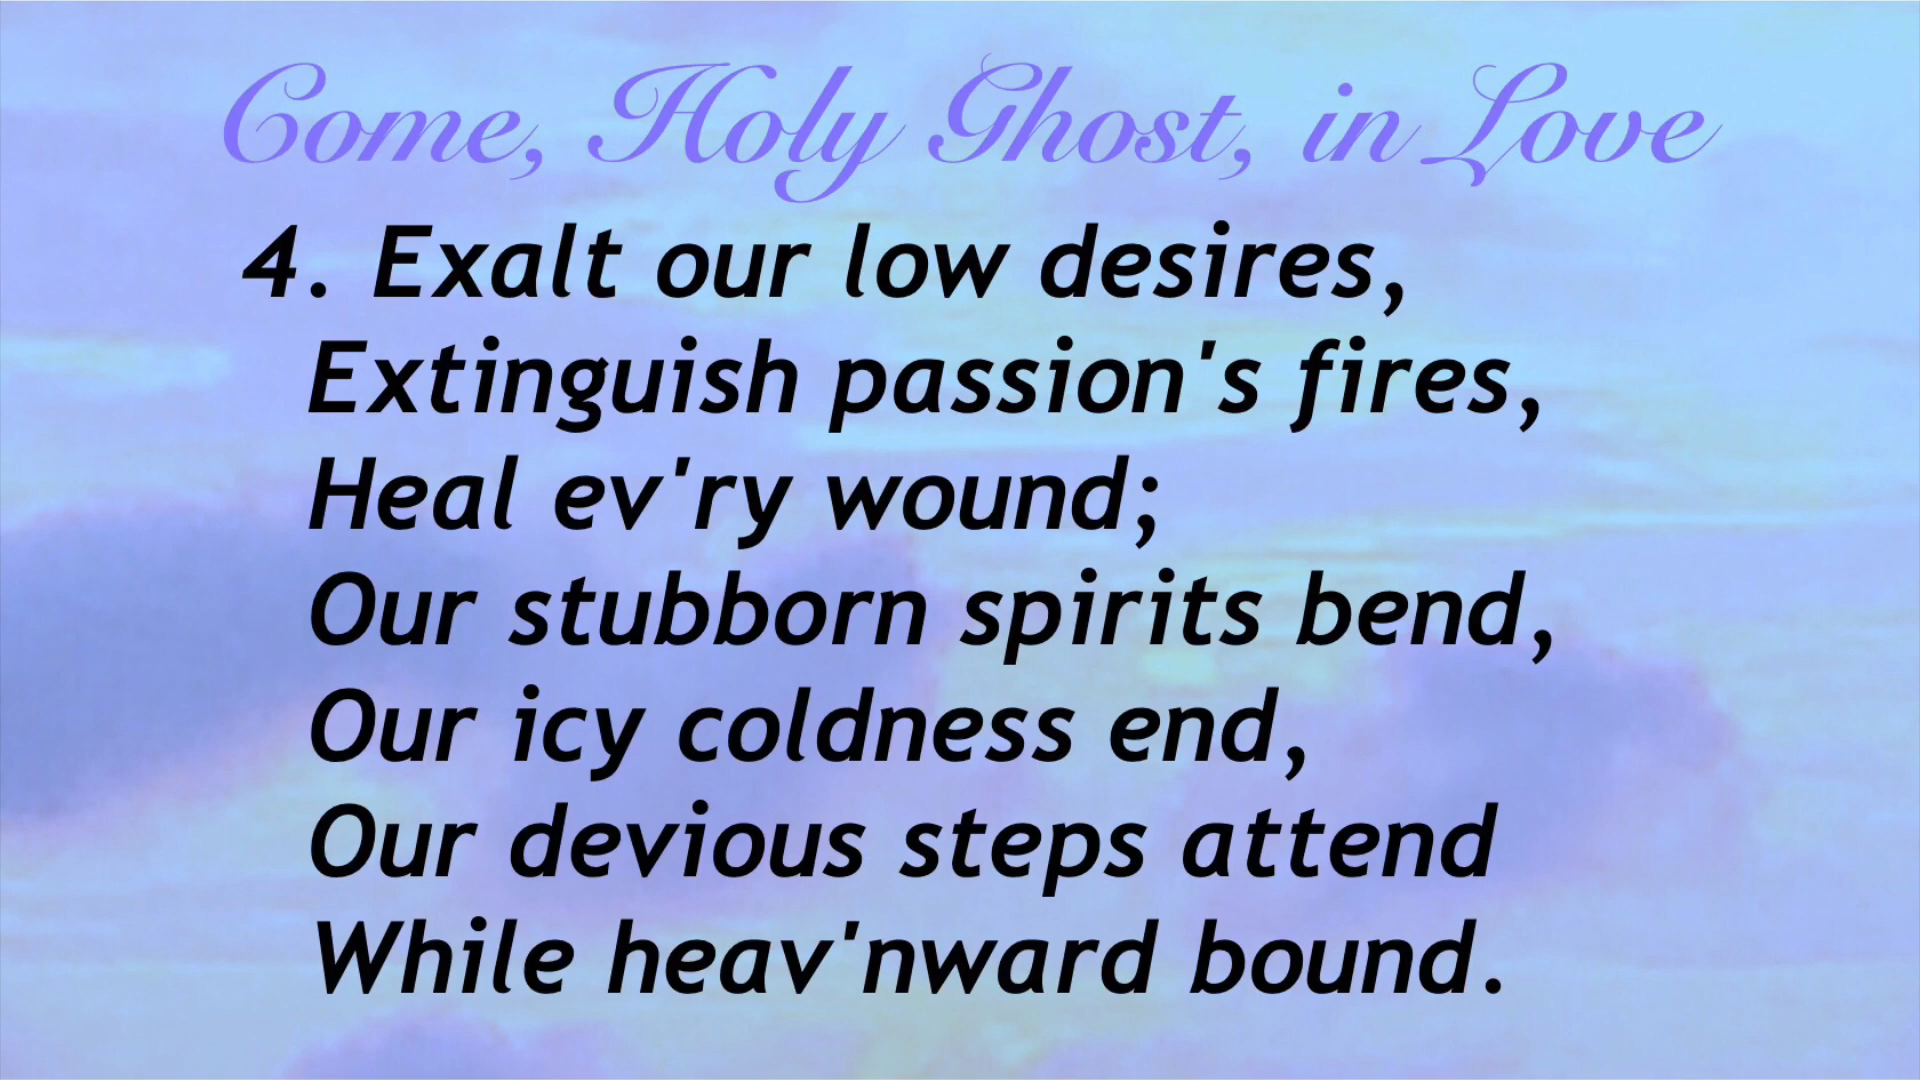 Come, Holy Ghost, in Love
4. Exalt our low desires,
Extinguish passion's fires,
Heal ev'ry wound;
Our stubborn spirits bend,
Our icy coldness end,
Our devious steps attend
While heav'nward bound.